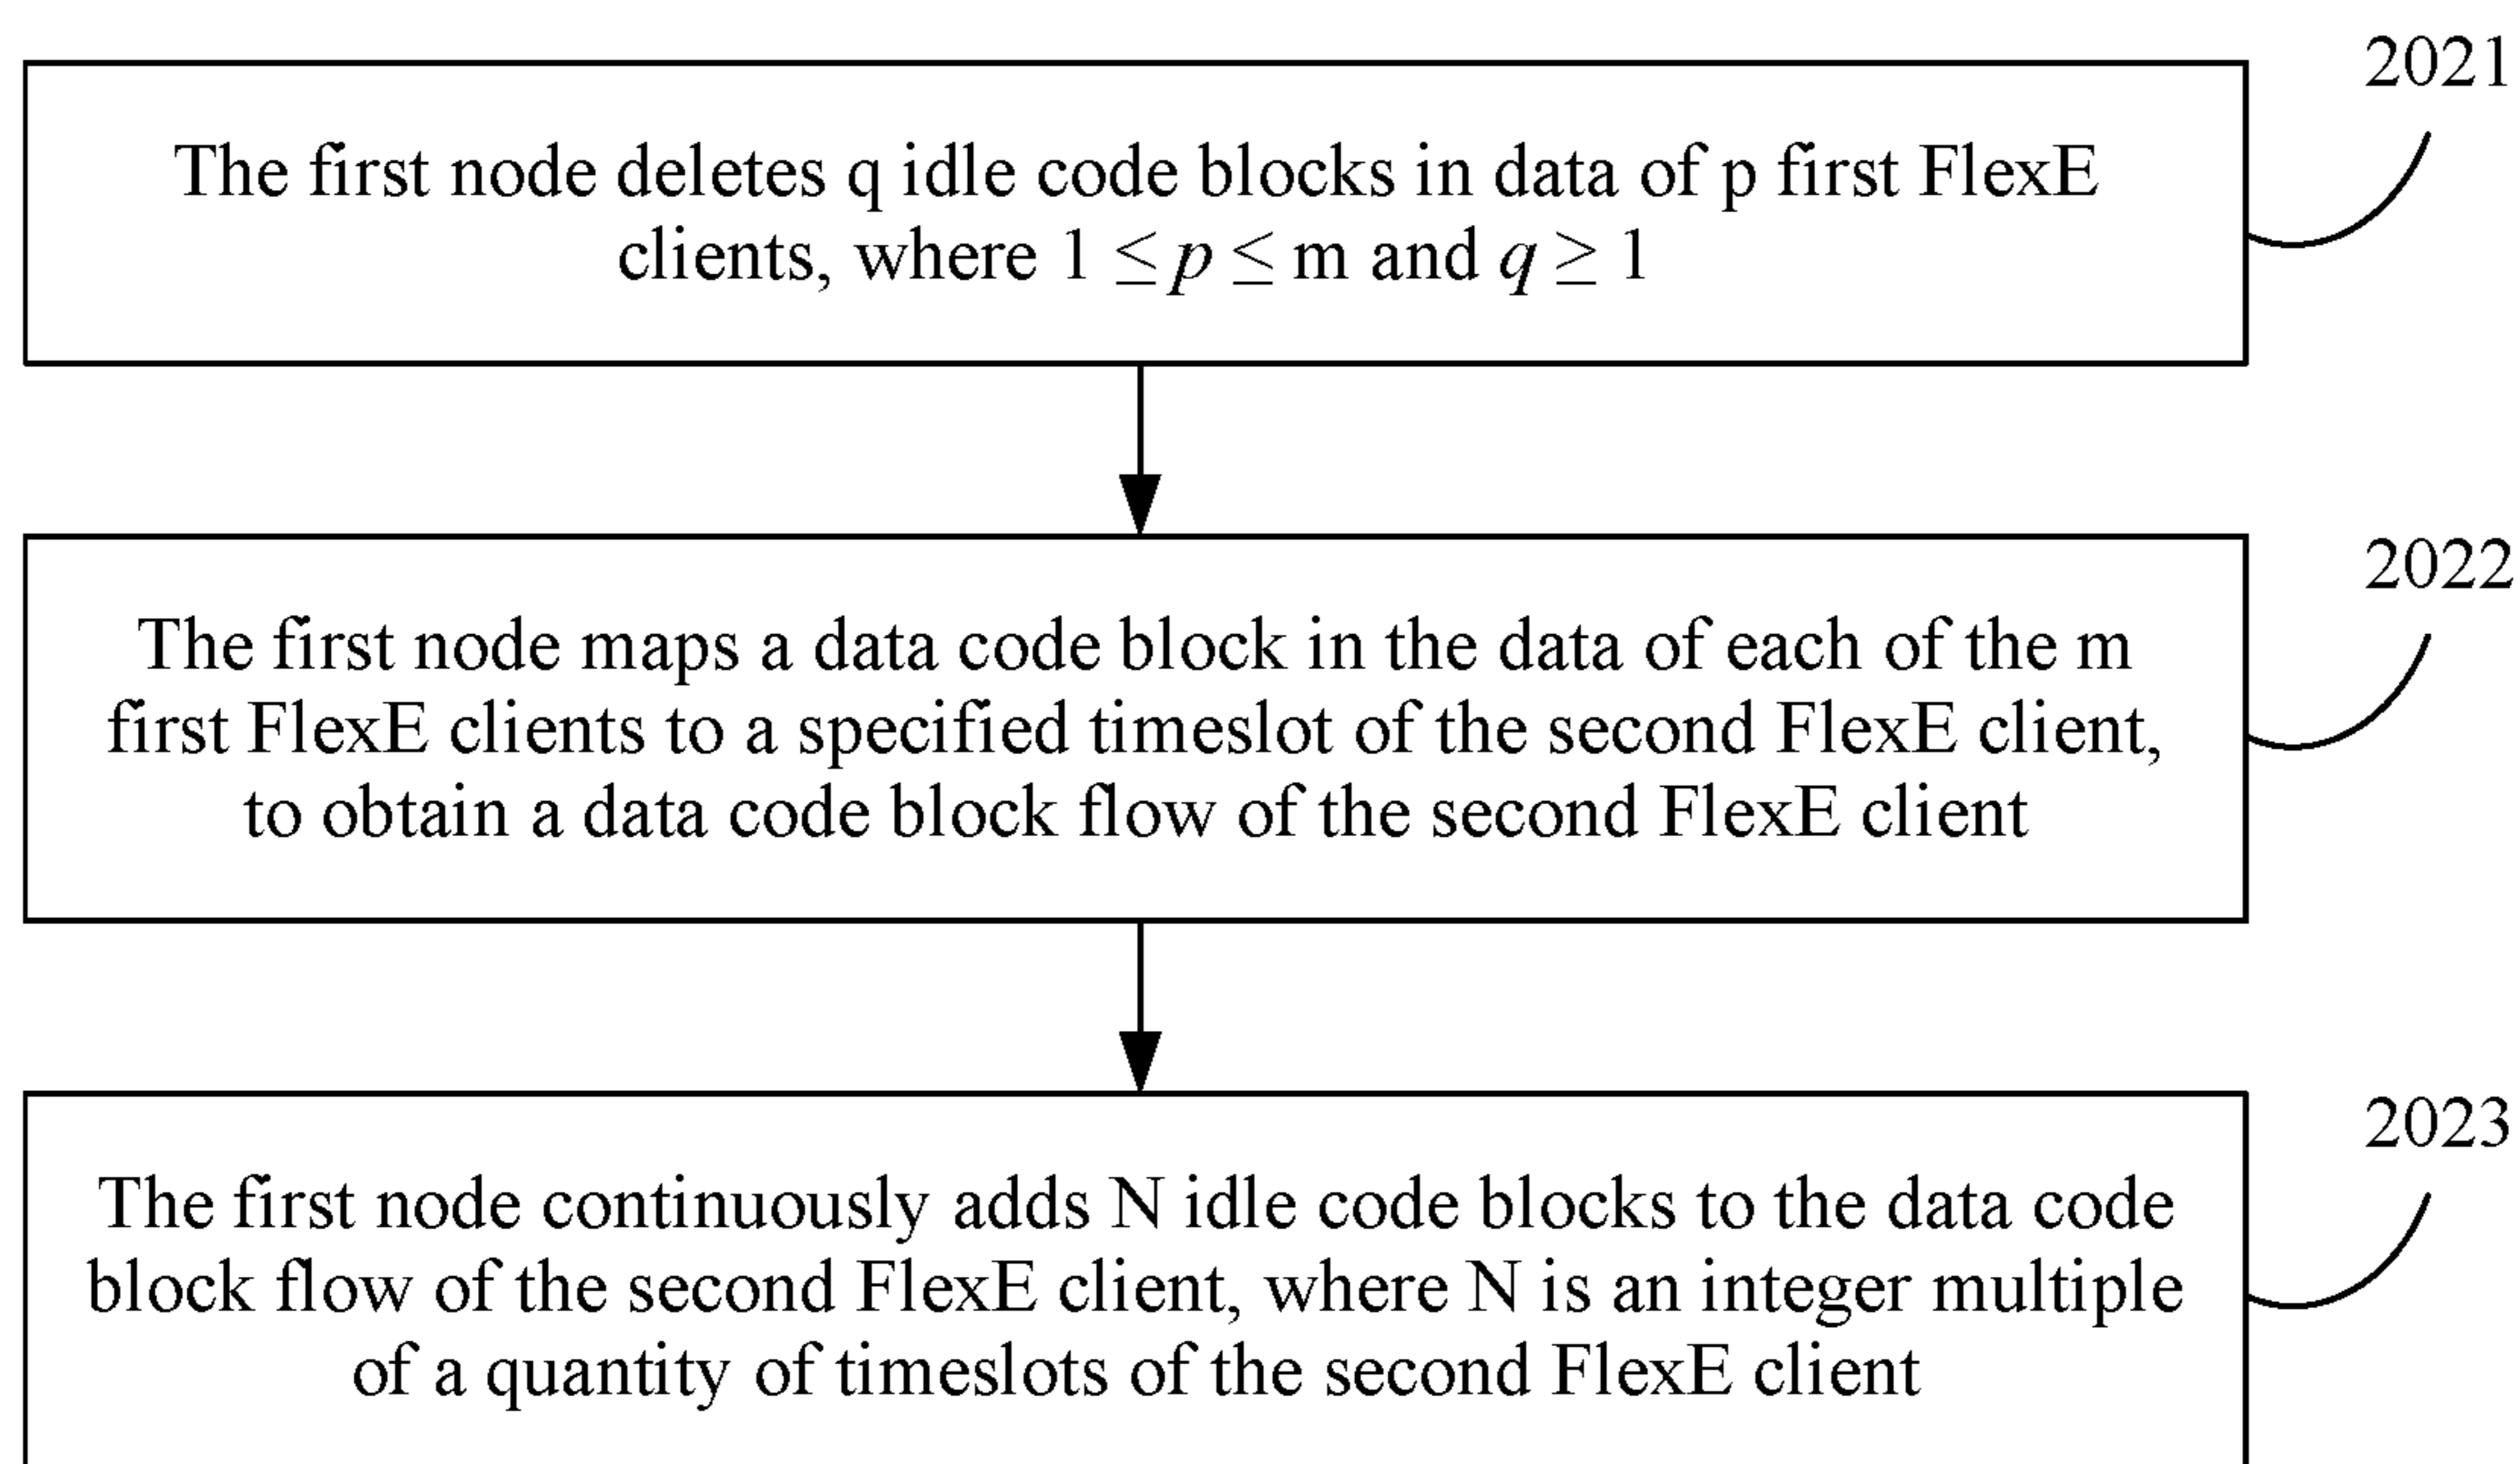 2021
The first node deletes q idle code blocks in data of p first FlexE
clients, where 1 ≤ p ≤ m and q ≥ 1
2022
The first node maps a data code block in the data of each of the m
first FlexE clients to a specified timeslot of the second FlexE client,
to obtain a data code block flow of the second FlexE client
2023
The first node continuously adds N idle code blocks to the data code
block flow of the second FlexE client, where N is an integer multiple
of a quantity of timeslots of the second FlexE client